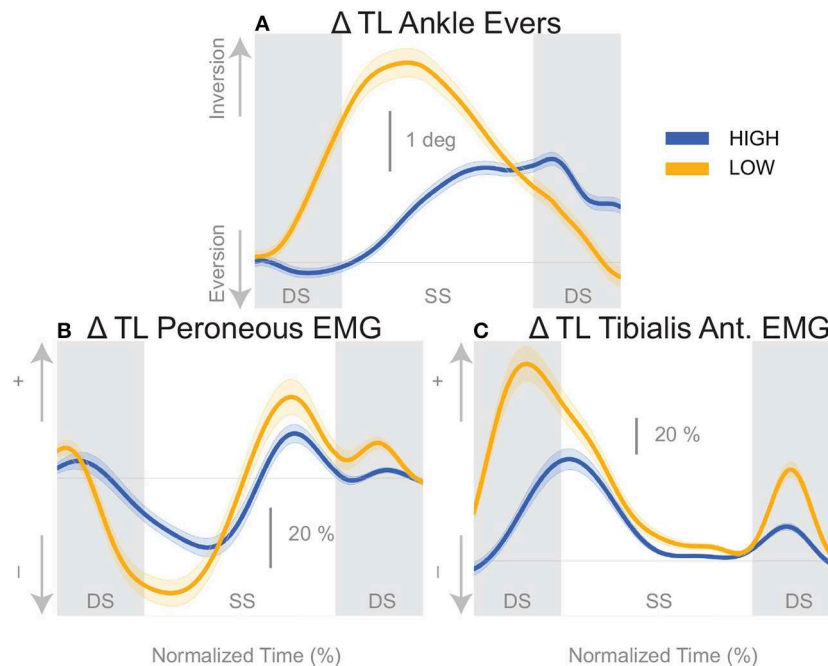 A
Δ TL Ankle Evers
Inversion
Eversion
1 deg
DS
SS
DS
HIGH
LOW
B
Δ TL Peroneous EMG
+
–
20 %
DS
SS
DS
Normalized Time (%)
C
Δ TL Tibialis Ant. EMG
+
–
20 %
DS
SS
DS
Normalized Time (%)